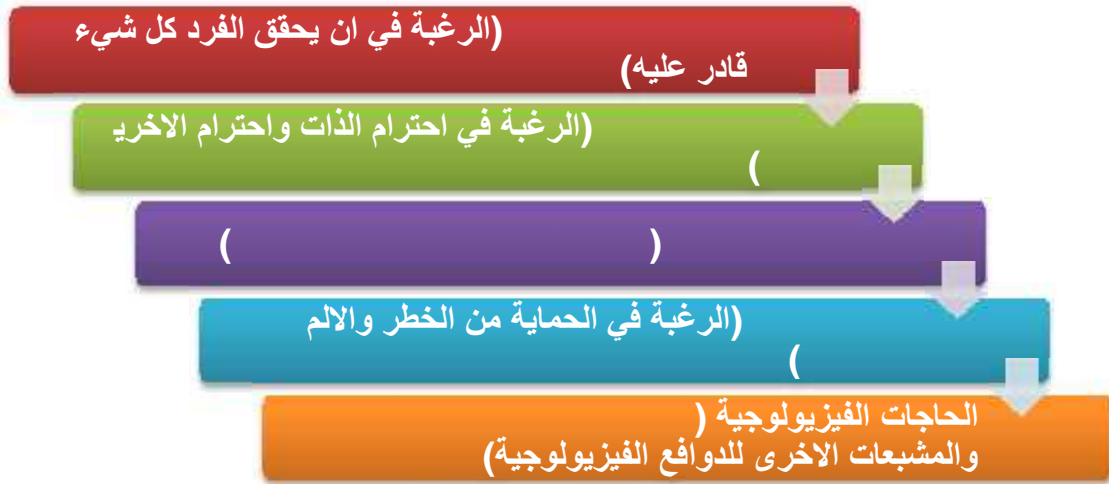 (الرغبة في ان يحقق الفرد كل شيء
قادر عليه)
(الرغبة في احترام الذات واحترام الاخريـ
)
( )
(الرغبة في الحماية من الخطر والالم
)
الحاجات الفيزيولوجية (
والمشبعات الاخرى للدوافع الفيزيولوجية)